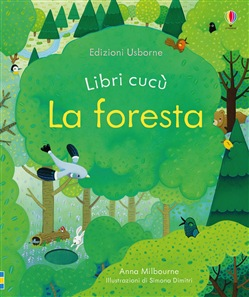 Edizioni Usborne
Libri cucù
La foresta
Anna Milbourne
Illustrazioni di Simona Dimitri